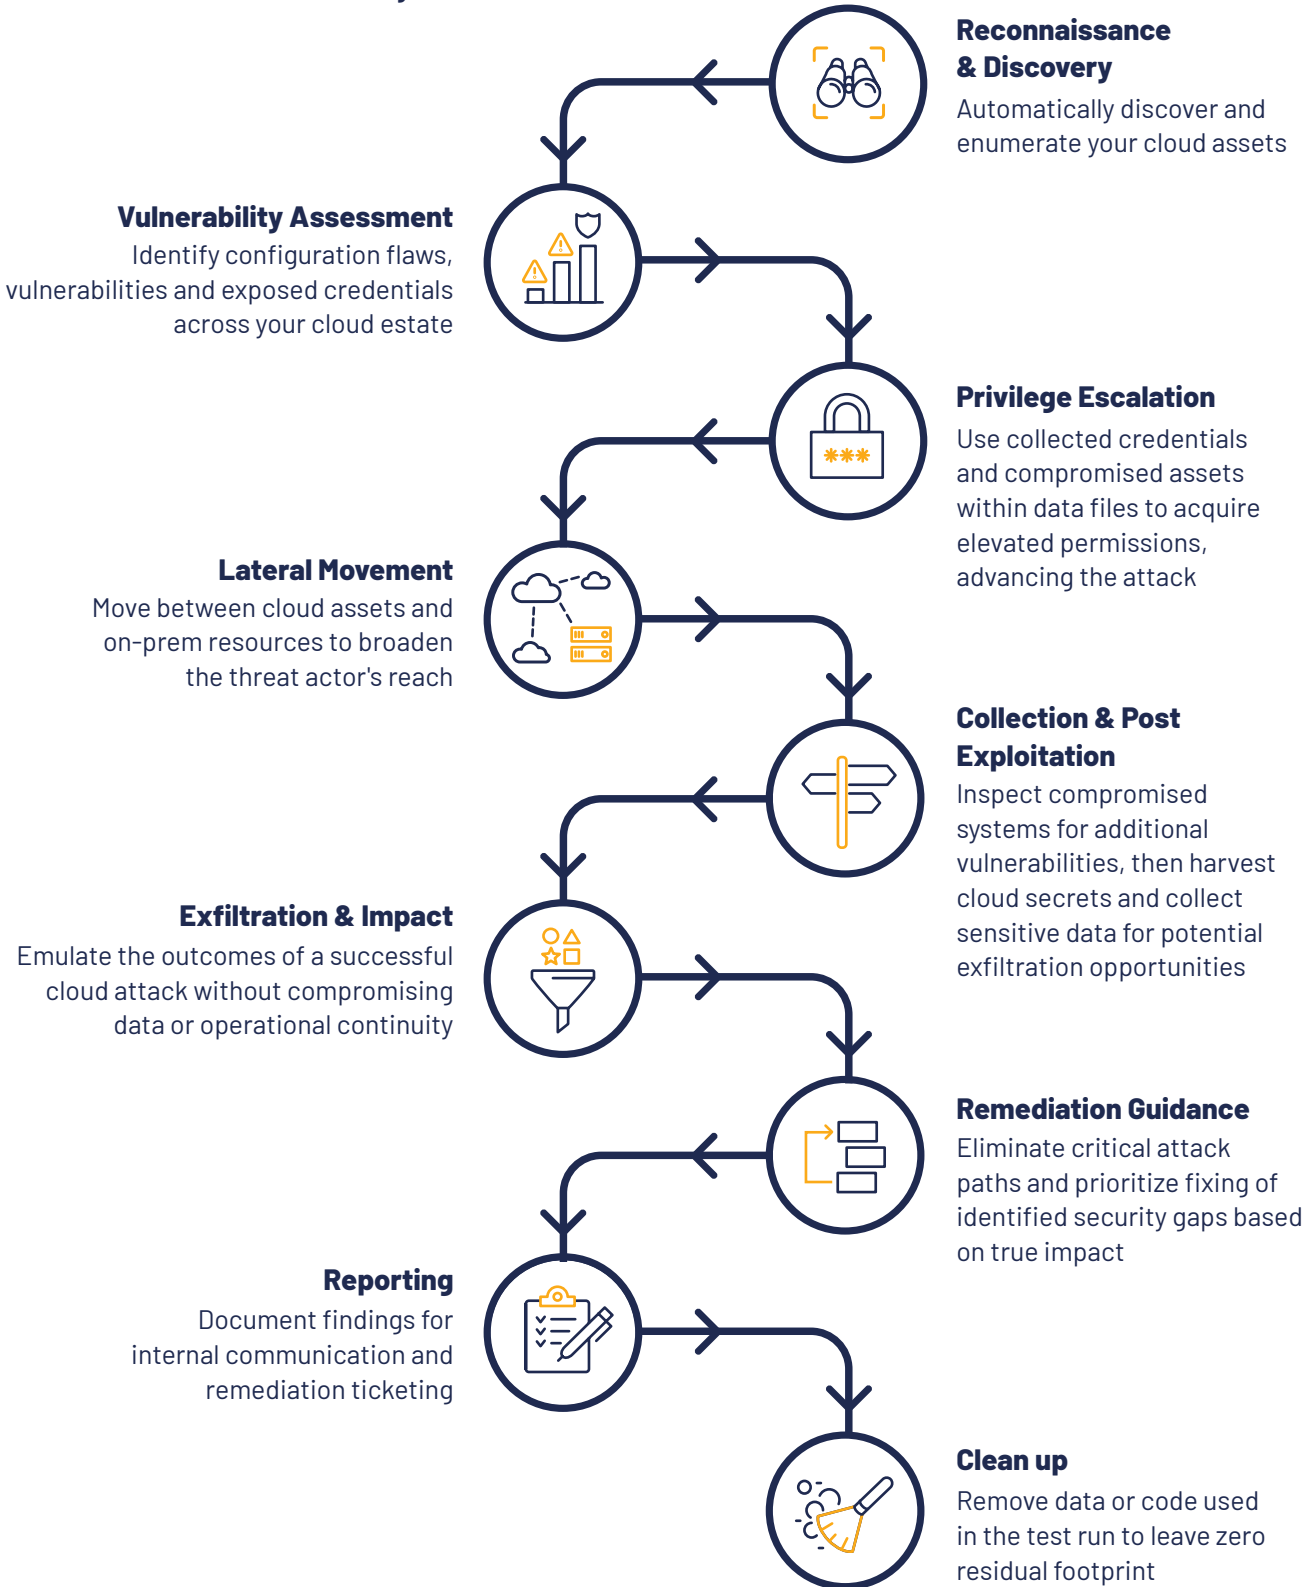 Reconnaissance
& Discovery
Automatically discover and
enumerate your cloud assets
Vulnerability Assessment
Identify configuration flaws,
vulnerabilities and exposed credentials
across your cloud estate
Privilege Escalation
Use collected credentials
and compromised assets
within data files to acquire
elevated permissions,
advancing the attack
***
Lateral Movement
Move between cloud assets and
on-prem resources to broaden
the threat actor's reach
Collection & Post
Exploitation
Inspect compromised
systems for additional
vulnerabilities, then harvest
cloud secrets and collect
sensitive data for potential
exfiltration opportunities
Exfiltration & Impact
Emulate the outcomes of a successful
cloud attack without compromising
data or operational continuity
Remediation Guidance
Eliminate critical attack
paths and prioritize fixing of
identified security gaps based
on true impact
Reporting
Document findings for
internal communication and
remediation ticketing
Clean up
Remove data or code used
in the test run to leave zero
residual footprint